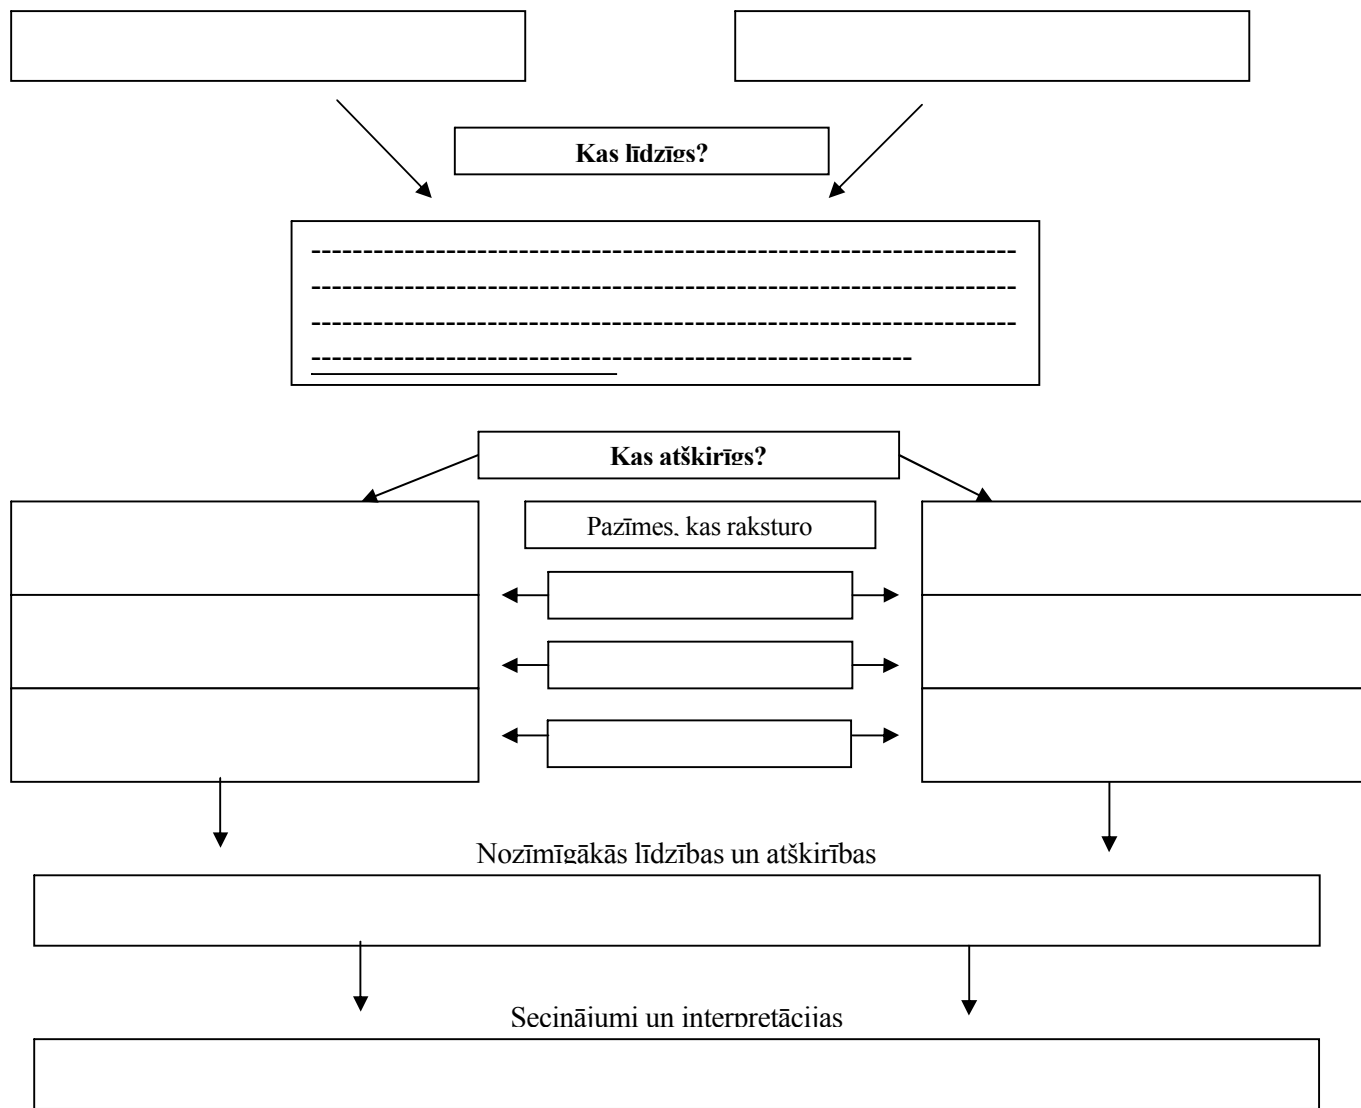 Kas līdzīgs?
Kas atšķirīgs?
Pazīmes, kas raksturo
Nozīmīgākās līdzības un atšķirības
Secinājumi un interpretācijas